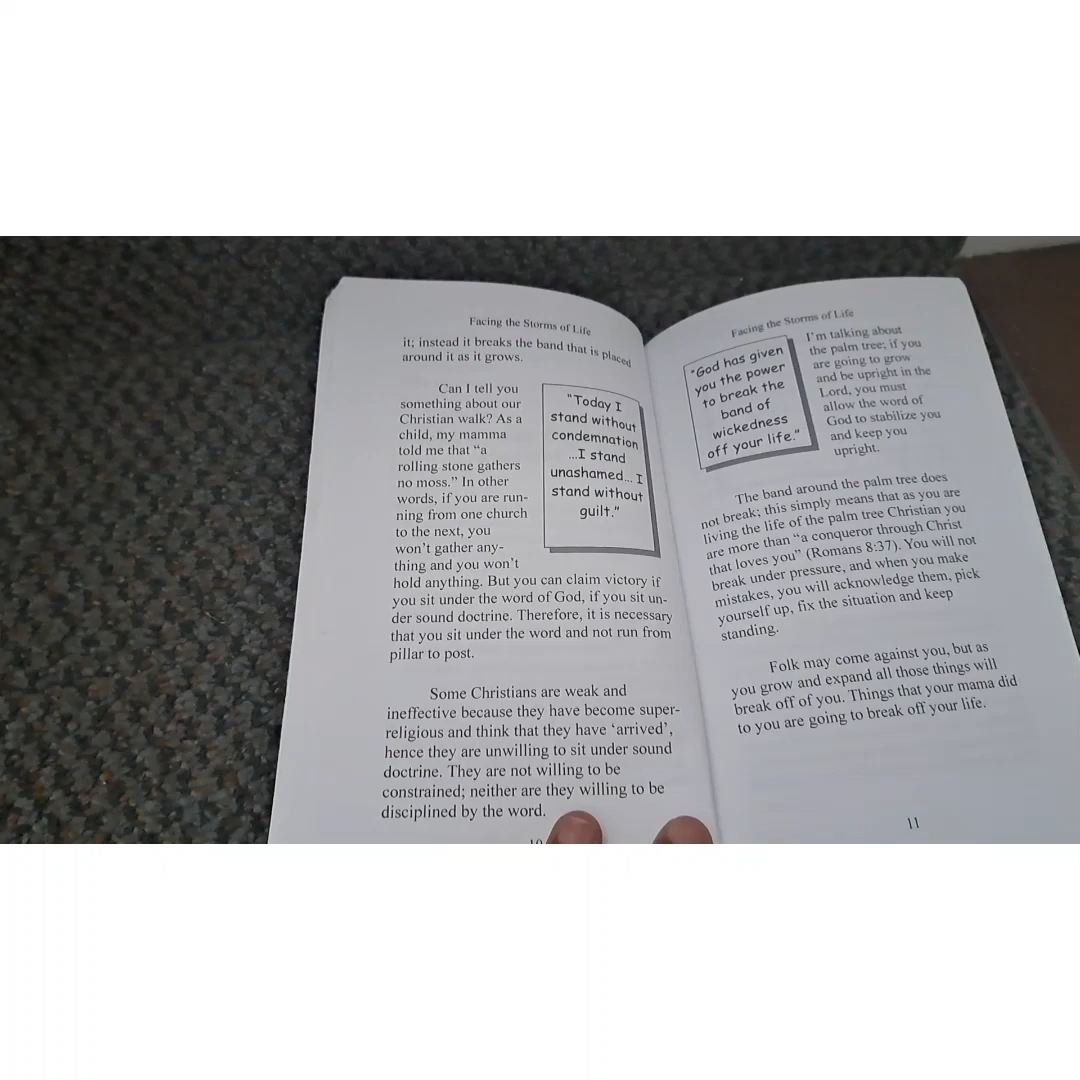 Facing the Storms of Life
it; instead it breaks the band that is placed
around it as it grows.
Can I tell you
something about our
Christian walk? As a
child, my mamma
told me that “a
rolling stone gathers
no moss.” In other
words, if you are run-
ning from one church
to the next, you
won’t gather any-
thing and you won’t
hold anything. But you can claim victory if
you sit under the word of God, if you sit un-
der sound doctrine. Therefore, it is necessary
that you sit under the word and not run from
pillar to post.
"Today I
stand without
condemnation
...I stand
unashamed... I
stand without
guilt."
Some Christians are weak and
ineffective because they have become super-
religious and think that they have ‘arrived’,
hence they are unwilling to sit under sound
doctrine. They are not willing to be
constrained; neither are they willing to be
disciplined by the word.
10
Facing the Storms of Life
"God has given
you the power
to break the
band of
wickedness
off your life."
I’m talking about
the palm tree; if you
are going to grow
and be upright in the
Lord, you must
allow the word of
God to stabilize you
and keep you
upright.
The band around the palm tree does
not break; this simply means that as you are
living the life of the palm tree Christian you
are more than “a conqueror through Christ
that loves you” (Romans 8:37). You will not
break under pressure, and when you make
mistakes, you will acknowledge them, pick
yourself up, fix the situation and keep
standing.
Folk may come against you, but as
you grow and expand all those things will
break off of you. Things that your mama did
to you are going to break off your life.
11